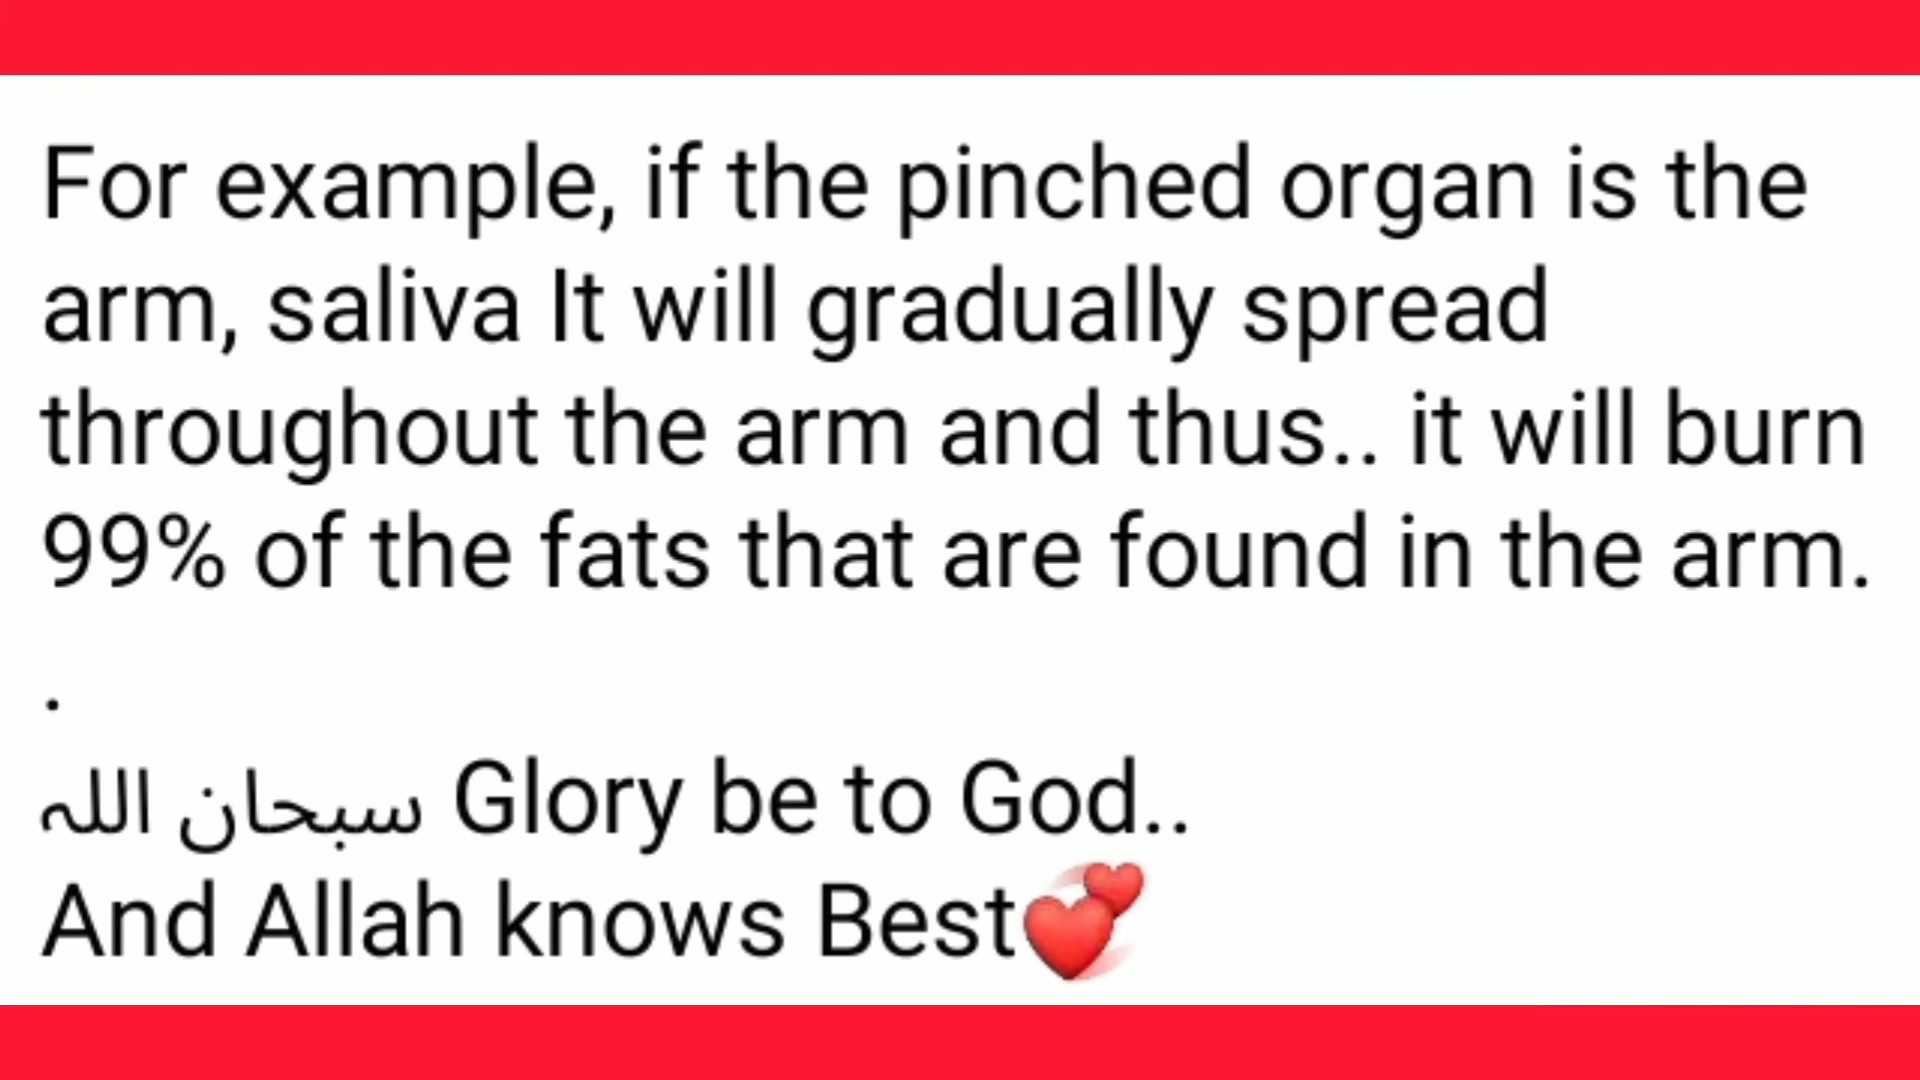 For example, if the pinched organ is the
arm, saliva It will gradually spread
throughout the arm and thus.. it will burn
99% of the fats that are found in the arm.
.
سبحان اللہ Glory be to God..
And Allah knows Best💞